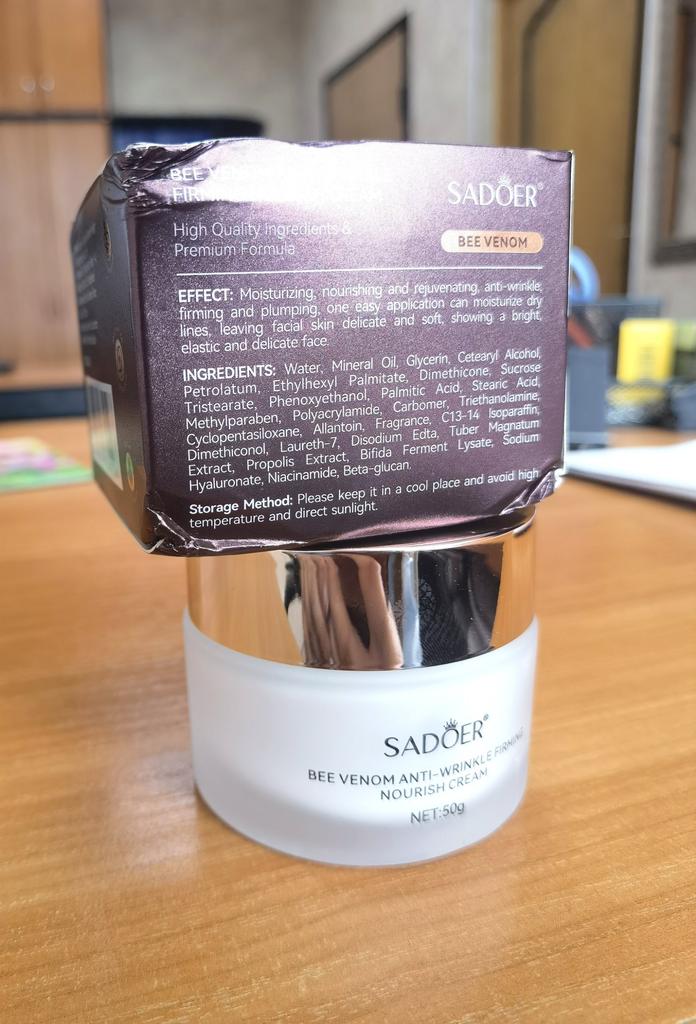 BEE VENOM
FIRMING
SADOER®
High Quality Ingredients &
Premium Formula
BEE VENOM
EFFECT: Moisturizing, nourishing and rejuvenating, anti-wrinkle,
firming and plumping, one easy application can moisturize dry
lines, leaving facial skin delicate and soft, showing a bright,
elastic and delicate face.
INGREDIENTS: Water, Mineral Oil, Glycerin, Cetearyl Alcohol,
Petrolatum, Ethylhexyl Palmitate, Dimethicone, Sucrose
Tristearate, Phenoxyethanol, Palmitic Acid, Stearic Acid,
Methylparaben, Polyacrylamide, Carbomer, Triethanolamine,
Cyclopentasiloxane, Allantoin, Fragrance, C13-14 Isoparaffin,
Dimethiconol, Laureth-7, Disodium Edta, Tuber Magnatum
Extract, Propolis Extract, Bifida Ferment Lysate, Sodium
Hyaluronate, Niacinamide, Beta-glucan.
Storage Method: Please keep it in a cool place and avoid high
temperature and direct sunlight.
SADOER®
BEE VENOM ANTI-WRINKLE FIRMING
NOURISH CREAM
NET:50g